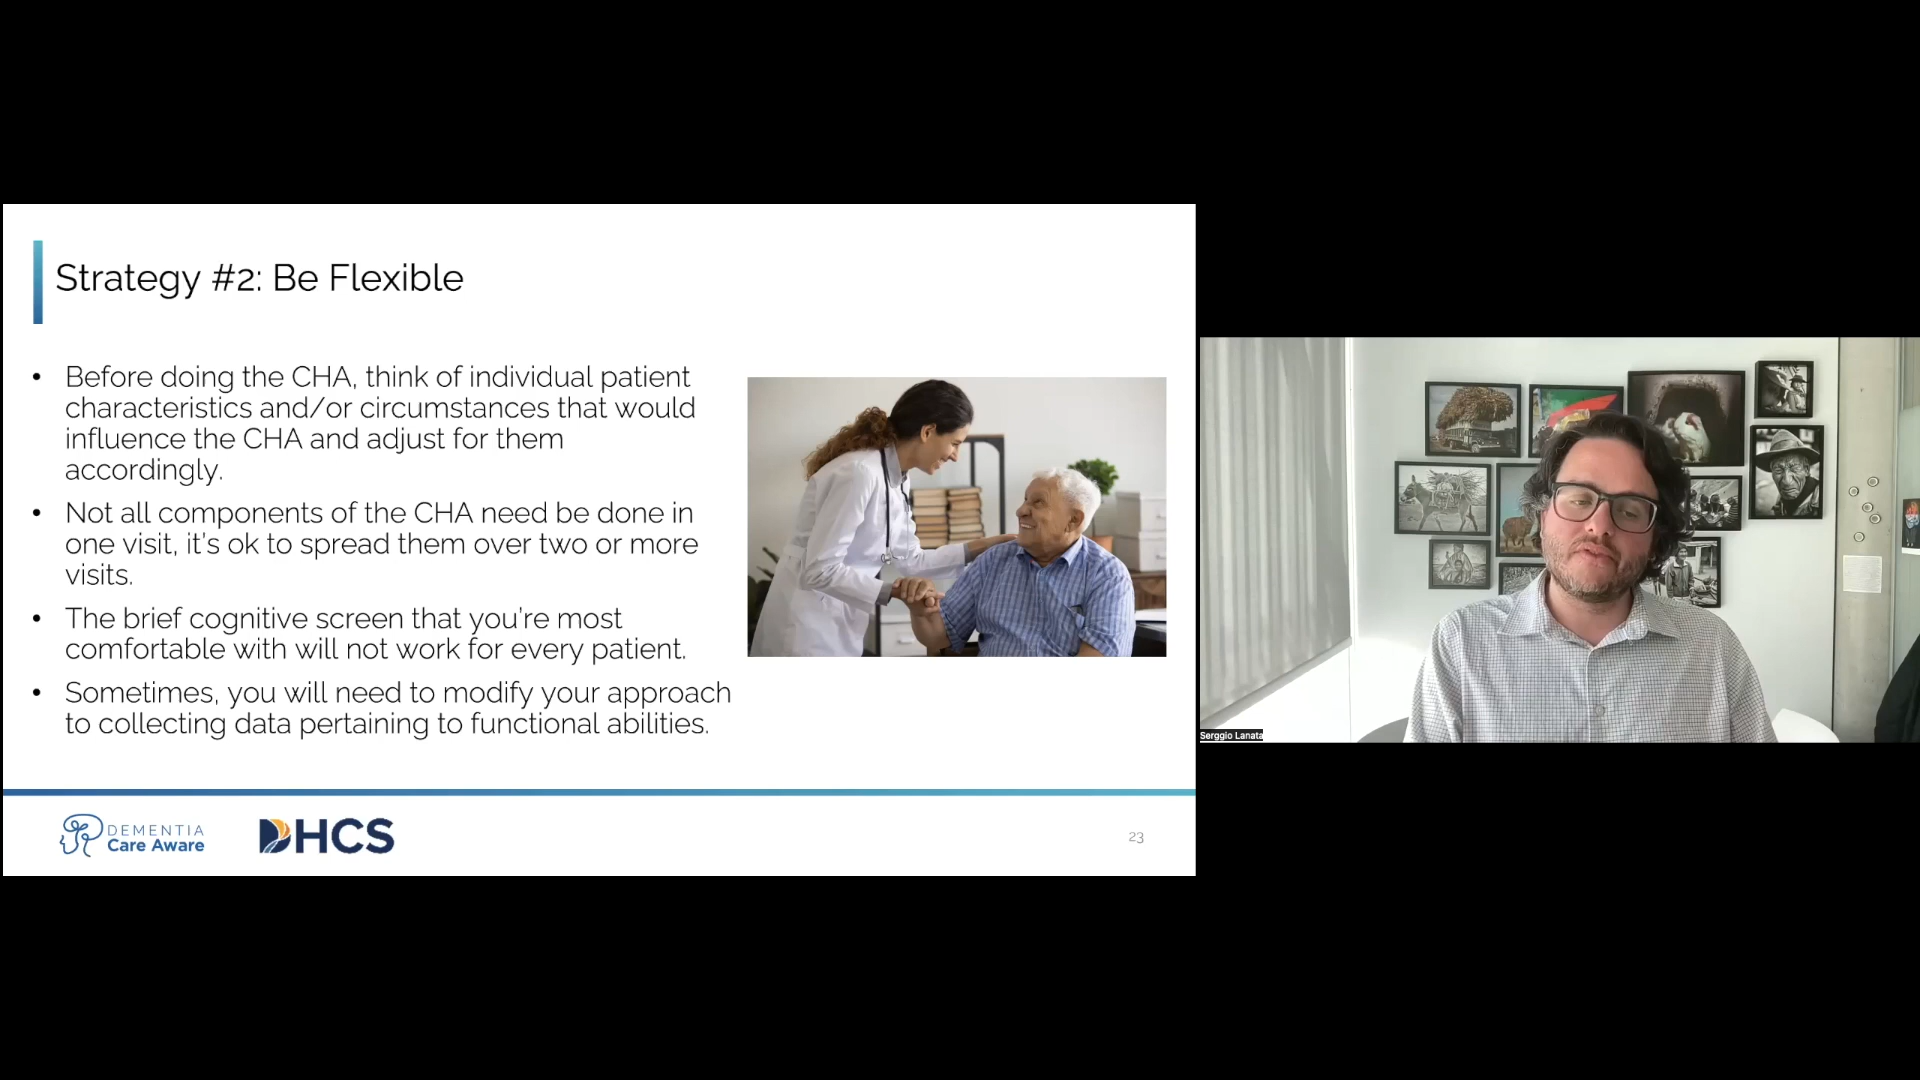 Strategy #2: Be Flexible
• Before doing the CHA, think of individual patient
characteristics and/or circumstances that would
influence the CHA and adjust for them
accordingly.
• Not all components of the CHA need be done in
one visit, it's ok to spread them over two or more
visits.
• The brief cognitive screen that you're most
comfortable with will not work for every patient.
• Sometimes, you will need to modify your approach
to collecting data pertaining to functional abilities.
DEMENTIA
Care Aware
DHCS
23
Serggio Lanata